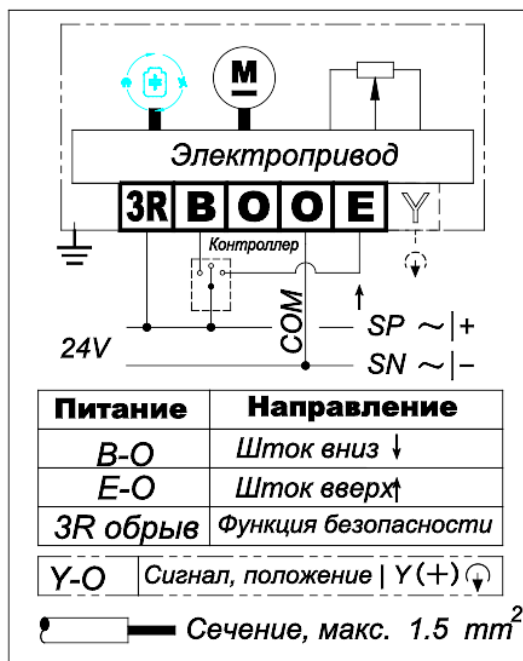 M
Электропривод
3R B O O E Y
Контроллер
COM
24V
SP ~|+
SN ~|−
Питание Направление
B-O Шток вниз ↓
E-O Шток вверх↑
3R обрыв Функция безопасности
Y-O Сигнал, положение | Y(+)
Сечение, макс. 1.5 mm²